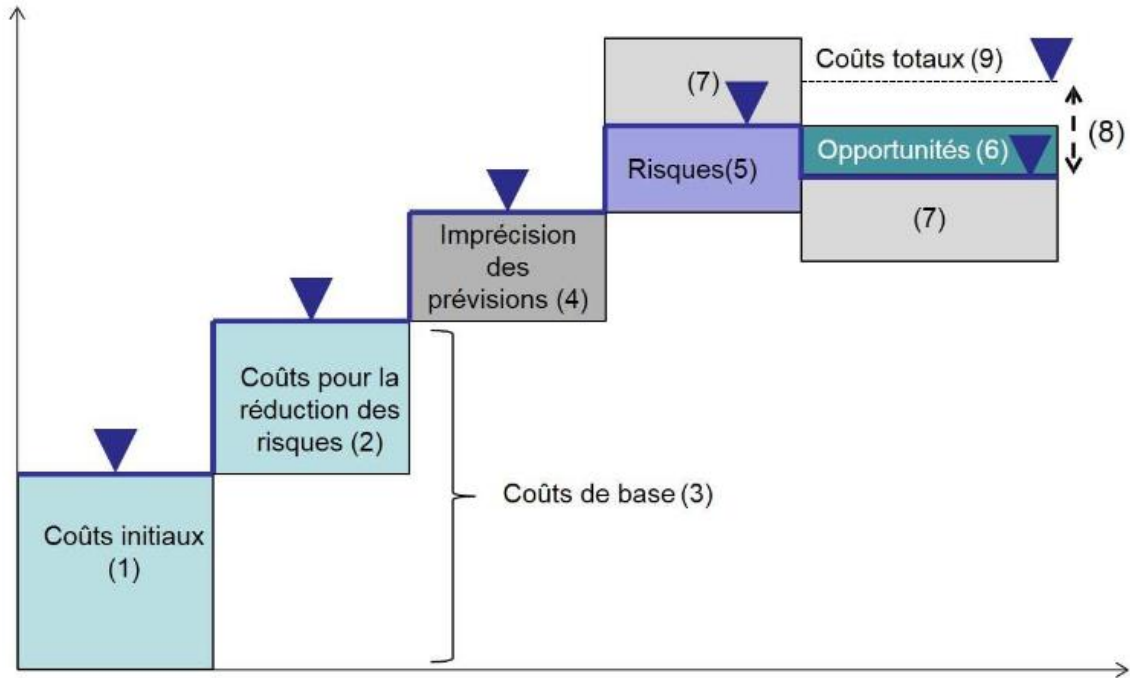 Coûts totaux (9)
(7)
(8)
Opportunités (6)
Risques(5)
(7)
Imprécision
des
prévisions (4)
Coûts pour la
réduction des
risques (2)
Coûts de base (3)
Coûts initiaux
(1)